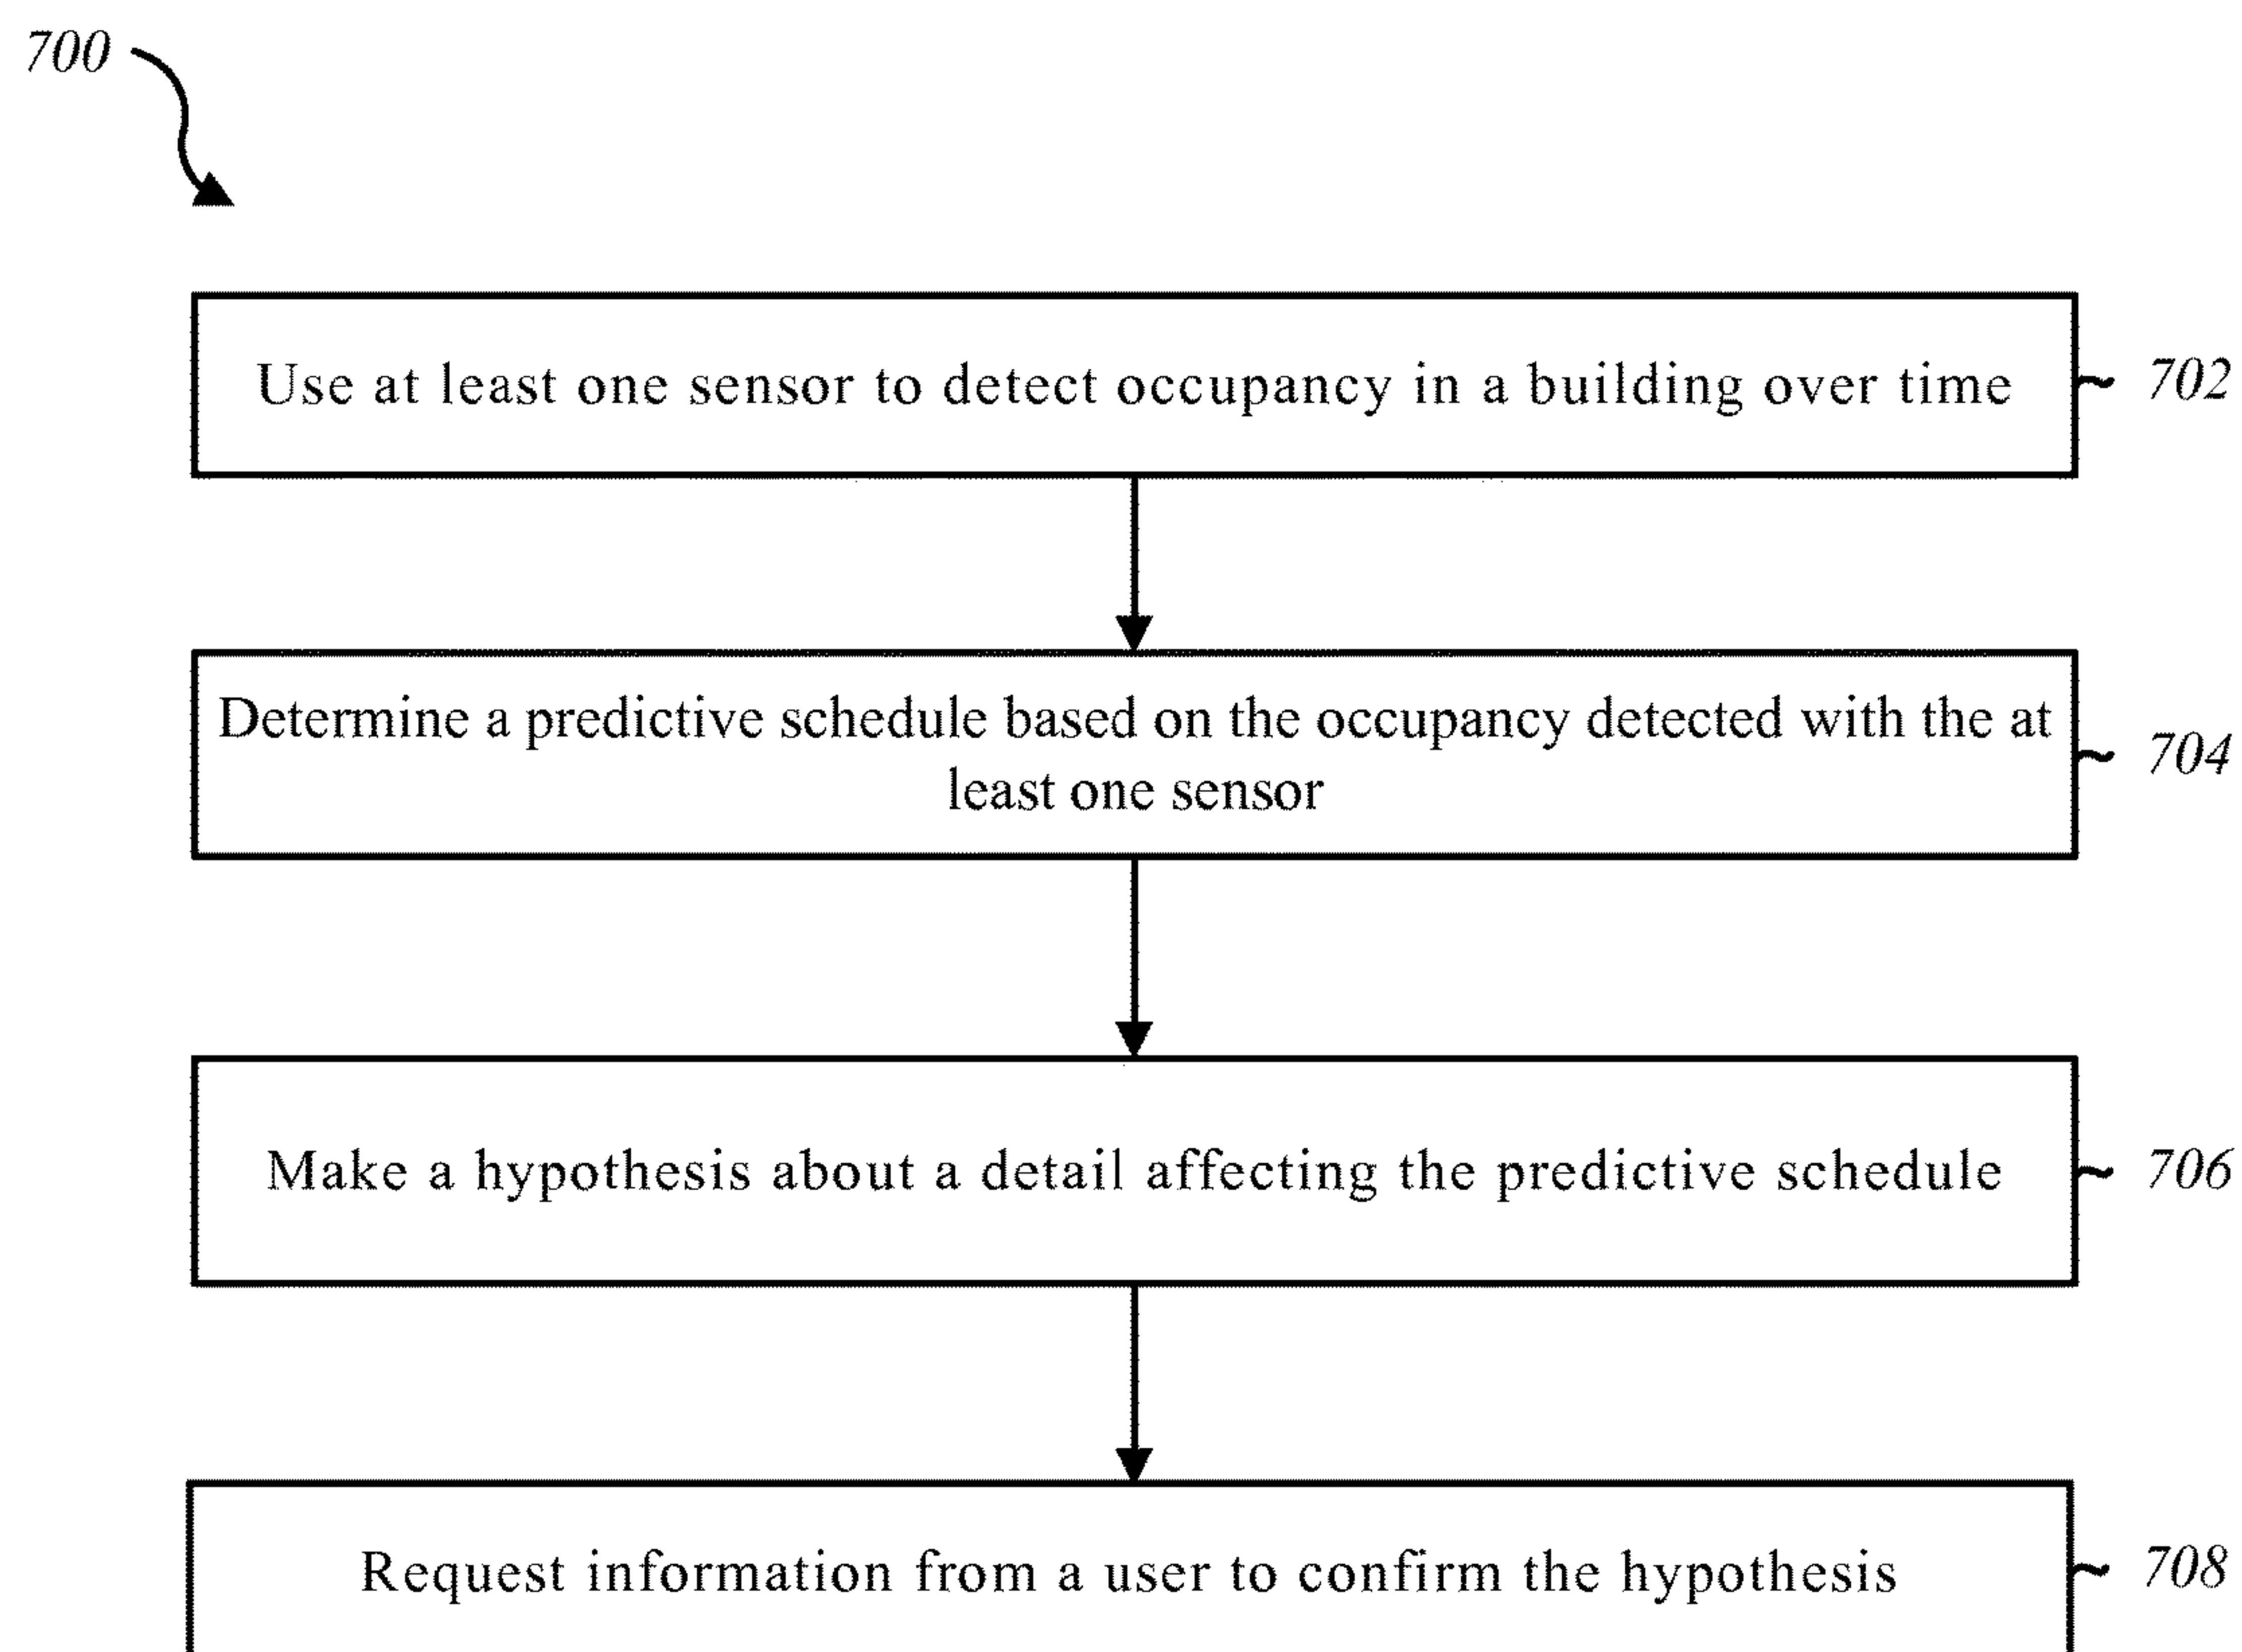 700
Use at least one sensor to detect occupancy in a building over time
702
Determine a predictive schedule based on the occupancy detected with the at
least one sensor
704
Make a hypothesis about a detail affecting the predictive schedule
706
Request information from a user to confirm the hypothesis
708